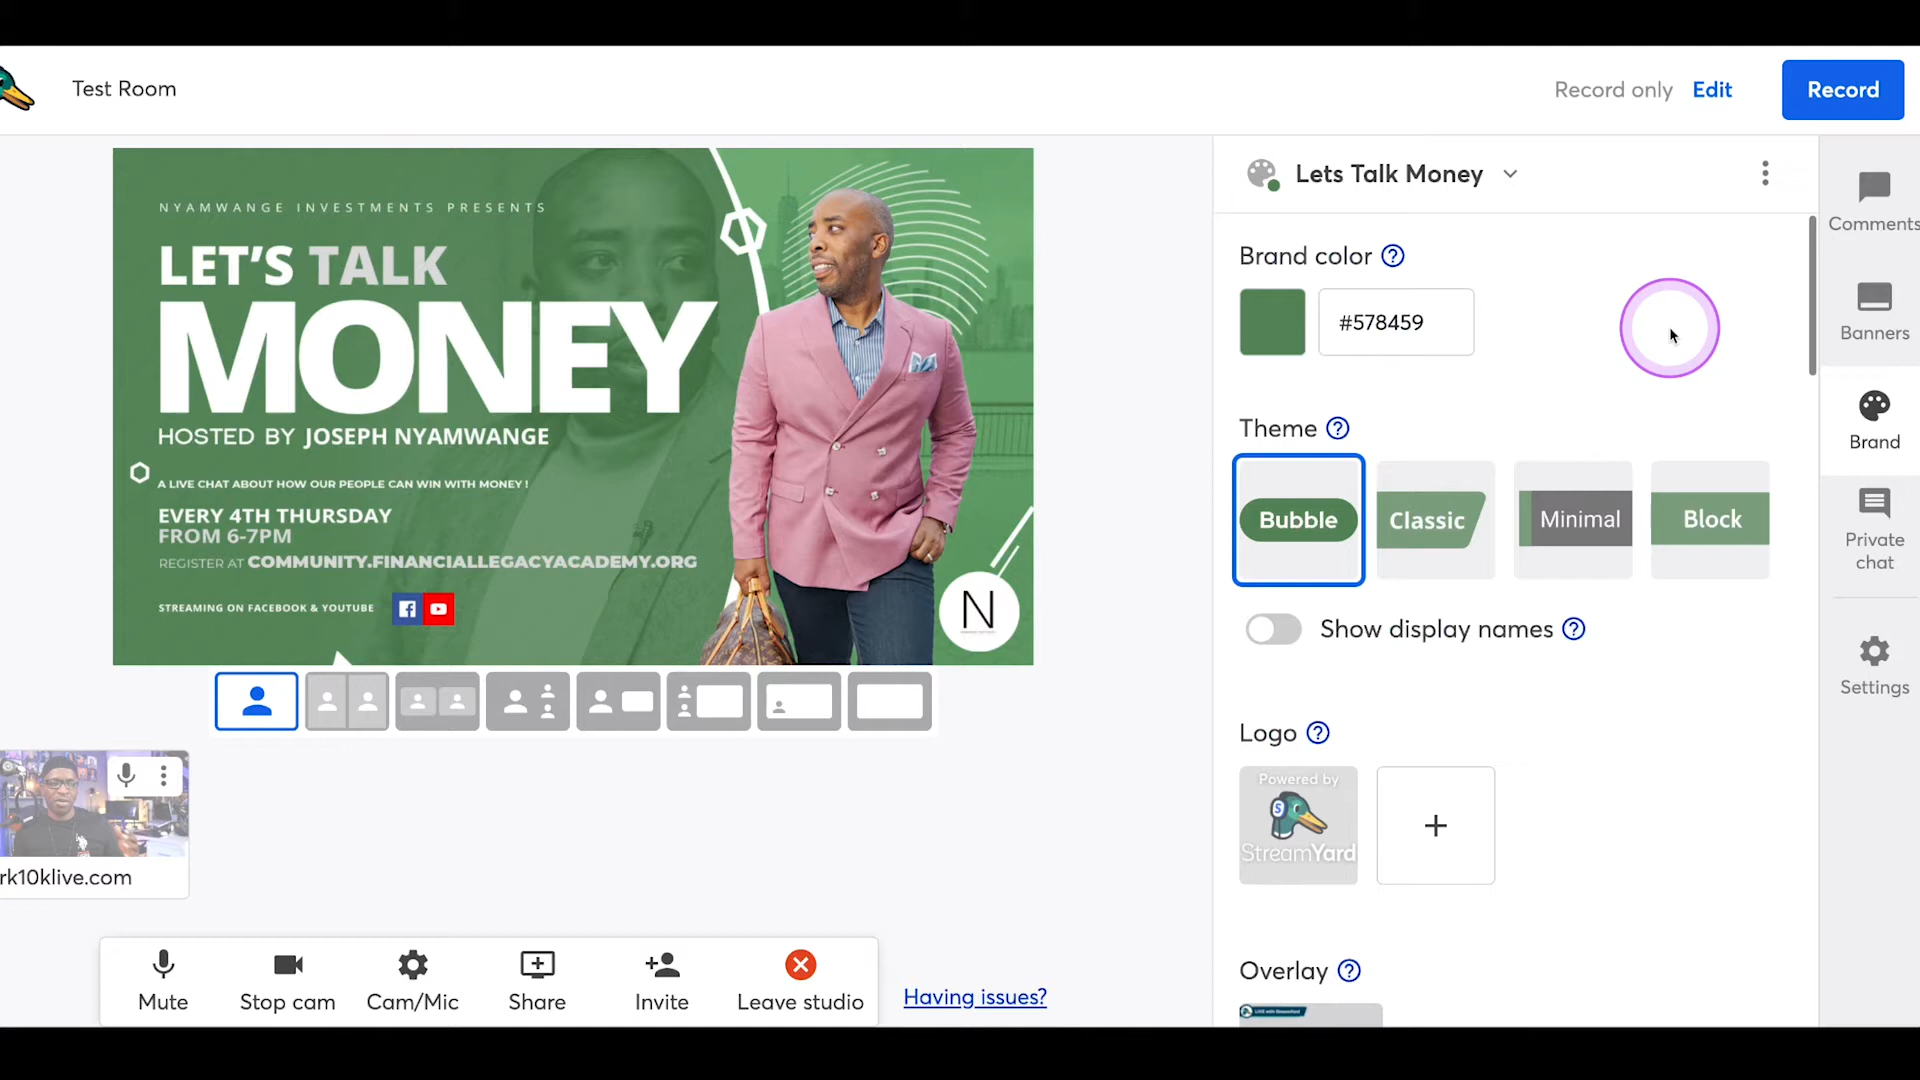 Test Room
Record only Edit Record
NYAMWANGE INVESTMENTS PRESENTS
LET'S TALK
MONEY
HOSTED BY JOSEPH NYAMWANGE
A LIVE CHAT ABOUT HOW OUR PEOPLE CAN WIN WITH MONEY !
EVERY 4TH THURSDAY
FROM 6-7PM
REGISTER AT COMMUNITY.FINANCIALLEGACYACADEMY.ORG
STREAMING ON FACEBOOK & YOUTUBE
N
rk10klive.com
Mute Stop cam Cam/Mic Share Invite Leave studio
Having issues?
Lets Talk Money
Brand color ?
#578459
Theme ?
Bubble Classic Minimal Block
Show display names ?
Logo ?
Powered by
S
StreamYard
+
Overlay ?
Comments
Banners
Brand
Private
chat
Settings